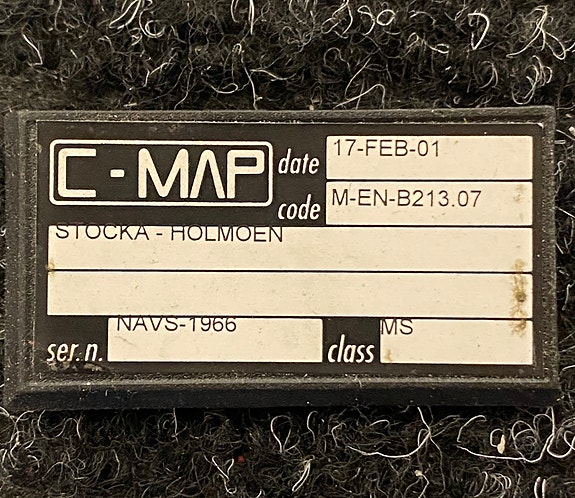 C-MAP
date 17-FEB-01
code M-EN-B213.07
STOCKA - HOLMOEN
ser. n. NAVS-1966
class MS